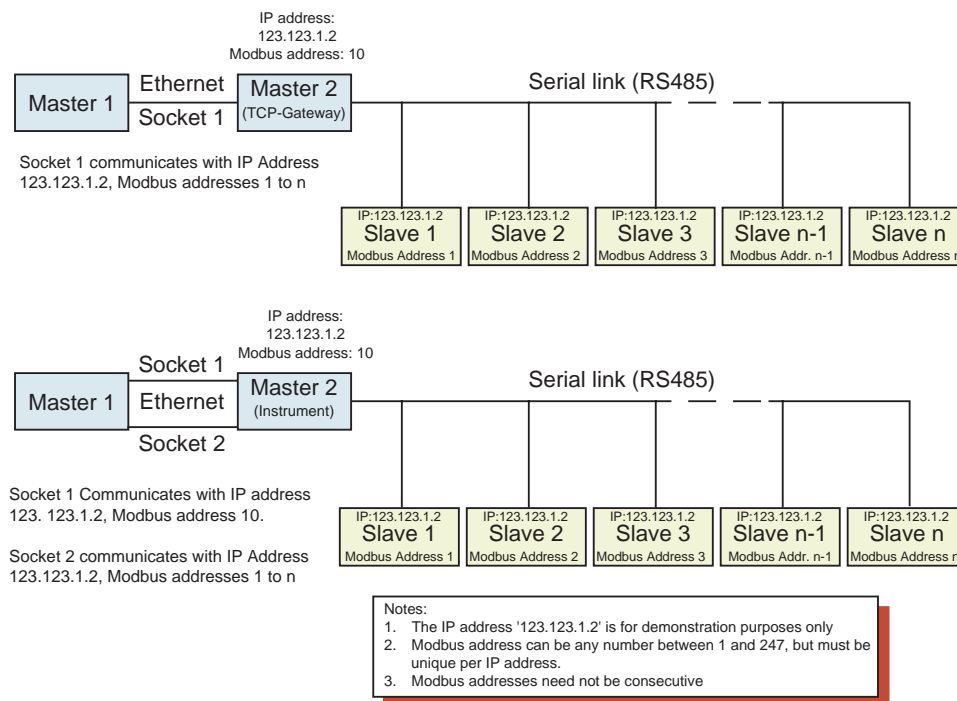 IP address:
123.123.1.2
Modbus address: 10
Master 1
Ethernet
Socket 1
Master 2
(TCP-Gateway)
Serial link (RS485)
Socket 1 communicates with IP Address
123.123.1.2, Modbus addresses 1 to n
IP:123.123.1.2
Slave 1
Modbus Address 1
IP:123.123.1.2
Slave 2
Modbus Address 2
IP:123.123.1.2
Slave 3
Modbus Address 3
IP:123.123.1.2
Slave n-1
Modbus Addr. n-1
IP:123.123.1.2
Slave n
Modbus Address n
IP address:
123.123.1.2
Modbus address: 10
Master 1
Socket 1
Ethernet
Socket 2
Master 2
(Instrument)
Serial link (RS485)
Socket 1 Communicates with IP address
123. 123.1.2, Modbus address 10.
Socket 2 communicates with IP Address
123.123.1.2, Modbus addresses 1 to n
IP:123.123.1.2
Slave 1
Modbus Address 1
IP:123.123.1.2
Slave 2
Modbus Address 2
IP:123.123.1.2
Slave 3
Modbus Address 3
IP:123.123.1.2
Slave n-1
Modbus Addr. n-1
IP:123.123.1.2
Slave n
Modbus Address n
Notes:
1. The IP address '123.123.1.2' is for demonstration purposes only
2. Modbus address can be any number between 1 and 247, but must be
unique per IP address.
3. Modbus addresses need not be consecutive